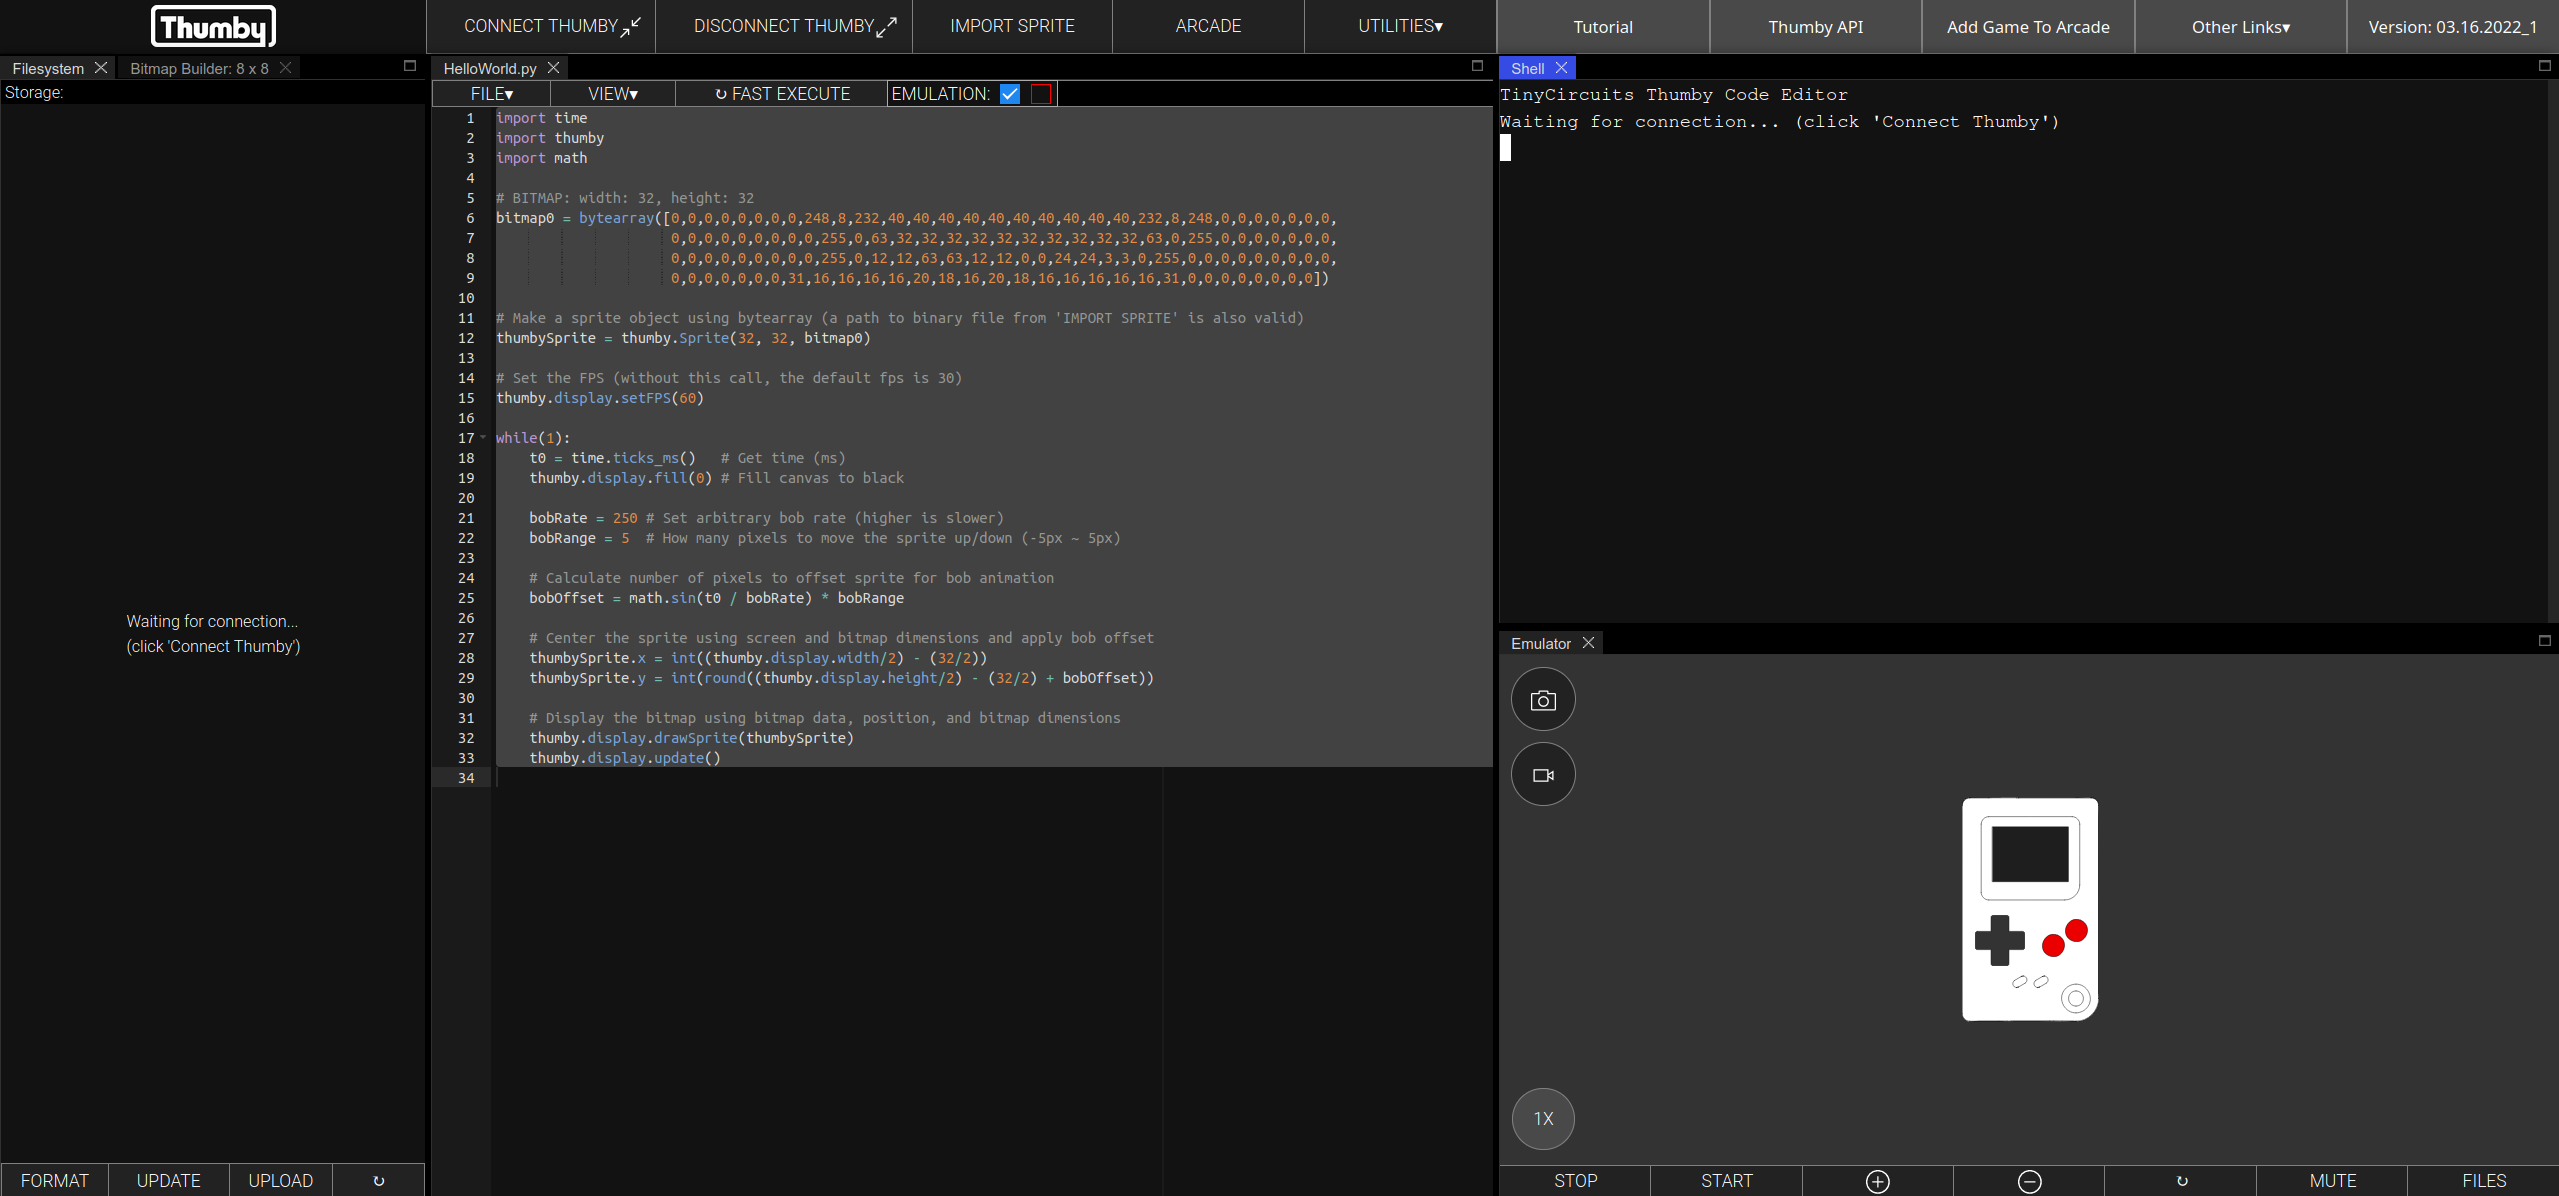 Thumby
CONNECT THUMBY
DISCONNECT THUMBY
IMPORT SPRITE
ARCADE
UTILITIES▾
Tutorial
Thumby API
Add Game To Arcade
Other Links▾
Version: 03.16.2022_1
Filesystem
Bitmap Builder: 8 x 8
Storage:
Waiting for connection...
(click 'Connect Thumby')
FORMAT
UPDATE
UPLOAD
↻
HelloWorld.py
FILE▾
VIEW▾
↻ FAST EXECUTE
EMULATION:
1 import time
2 import thumby
3 import math
4
5 # BITMAP: width: 32, height: 32
6 bitmap0 = bytearray([0,0,0,0,0,0,0,0,248,8,232,40,40,40,40,40,40,40,40,40,40,232,8,248,0,0,0,0,0,0,0,
7 0,0,0,0,0,0,0,0,0,255,0,63,32,32,32,32,32,32,32,32,32,32,63,0,255,0,0,0,0,0,0,0,
8 0,0,0,0,0,0,0,0,0,255,0,12,12,63,63,12,12,0,0,24,24,3,3,0,255,0,0,0,0,0,0,0,0,0,
9 0,0,0,0,0,0,0,31,16,16,16,16,20,18,16,20,18,16,16,16,16,16,31,0,0,0,0,0,0,0,0])
10
11 # Make a sprite object using bytearray (a path to binary file from 'IMPORT SPRITE' is also valid)
12 thumbySprite = thumby.Sprite(32, 32, bitmap0)
13
14 # Set the FPS (without this call, the default fps is 30)
15 thumby.display.setFPS(60)
16
17 while(1):
18 t0 = time.ticks_ms()   # Get time (ms)
19 thumby.display.fill(0) # Fill canvas to black
20
21 bobRate = 250 # Set arbitrary bob rate (higher is slower)
22 bobRange = 5  # How many pixels to move the sprite up/down (-5px ~ 5px)
23
24 # Calculate number of pixels to offset sprite for bob animation
25 bobOffset = math.sin(t0 / bobRate) * bobRange
26
27 # Center the sprite using screen and bitmap dimensions and apply bob offset
28 thumbySprite.x = int((thumby.display.width/2) - (32/2))
29 thumbySprite.y = int(round((thumby.display.height/2) - (32/2) + bobOffset))
30
31 # Display the bitmap using bitmap data, position, and bitmap dimensions
32 thumby.display.drawSprite(thumbySprite)
33 thumby.display.update()
34
Shell
TinyCircuits Thumby Code Editor
Waiting for connection... (click 'Connect Thumby')
Emulator
1X
STOP
START
↻
MUTE
FILES